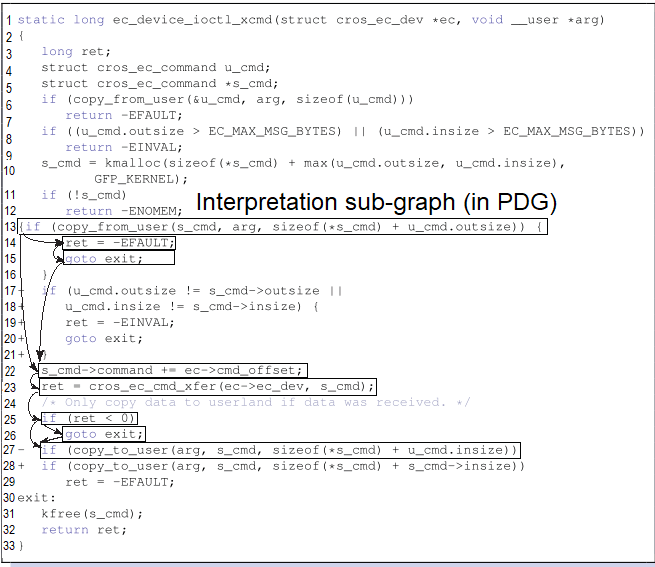 1 static long ec_device_ioctl_xcmd(struct cros_ec_dev *ec, void __user *arg)
2 {
3 long ret;
4 struct cros_ec_command u_cmd;
5 struct cros_ec_command *s_cmd;
6 if (copy_from_user(&u_cmd, arg, sizeof(u_cmd)))
return -EFAULT;
7 if ((u_cmd.outsize > EC_MAX_MSG_BYTES) || (u_cmd.insize > EC_MAX_MSG_BYTES))
8 return -EINVAL;
9 s_cmd = kmalloc(sizeof(*s_cmd) + max(u_cmd.outsize, u_cmd.insize),
10 GFP_KERNEL);
11 if (!s_cmd)
Interpretation sub-graph (in PDG)
12 return -ENOMEM;
13 if (copy_from_user(s_cmd, arg, sizeof(*s_cmd) + u_cmd.outsize)) {
14 ret = -EFAULT;
15 goto exit;
16 }
17+ if (u_cmd.outsize != s_cmd->outsize ||
18+ u_cmd.insize != s_cmd->insize) {
19+ ret = -EINVAL;
20+ goto exit;
21+ }
22 s_cmd->command += ec->cmd_offset;
23 ret = cros_ec_cmd_xfer(ec->ec_dev, s_cmd);
24 /* Only copy data to userland if data was received. */
25 if (ret < 0)
26 goto exit;
27- if (copy_to_user(arg, s_cmd, sizeof(*s_cmd) + u_cmd.insize))
28+ if (copy_to_user(arg, s_cmd, sizeof(*s_cmd) + s_cmd->insize))
29 ret = -EFAULT;
30 exit:
31 kfree(s_cmd);
32 return ret;
33 }